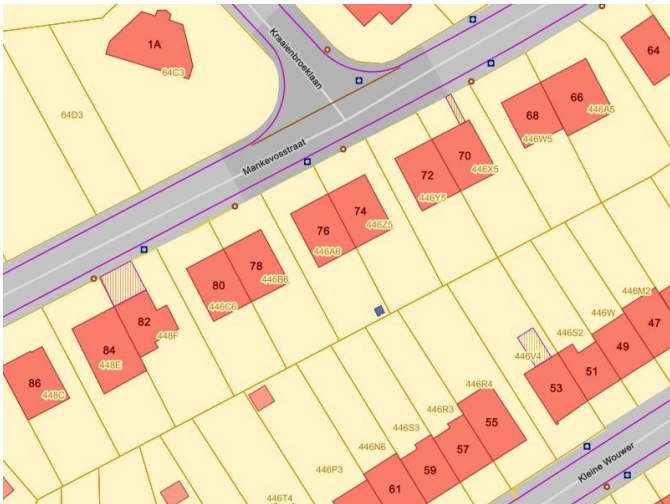 1A
64C3
Kraaienbroeklaan
64
64D3
66
446A5
68
446W5
Mankevosstraat
70
446X5
72
446Y5
74
446Z5
76
446A6
78
446B6
80
446C6
82
448F
84
448E
86
448C
446M2
47
446W
49
446S2
51
446V4
53
446R4
55
446R3
57
446S3
59
446N6
61
446P3
446T4
Kleine Wouwer